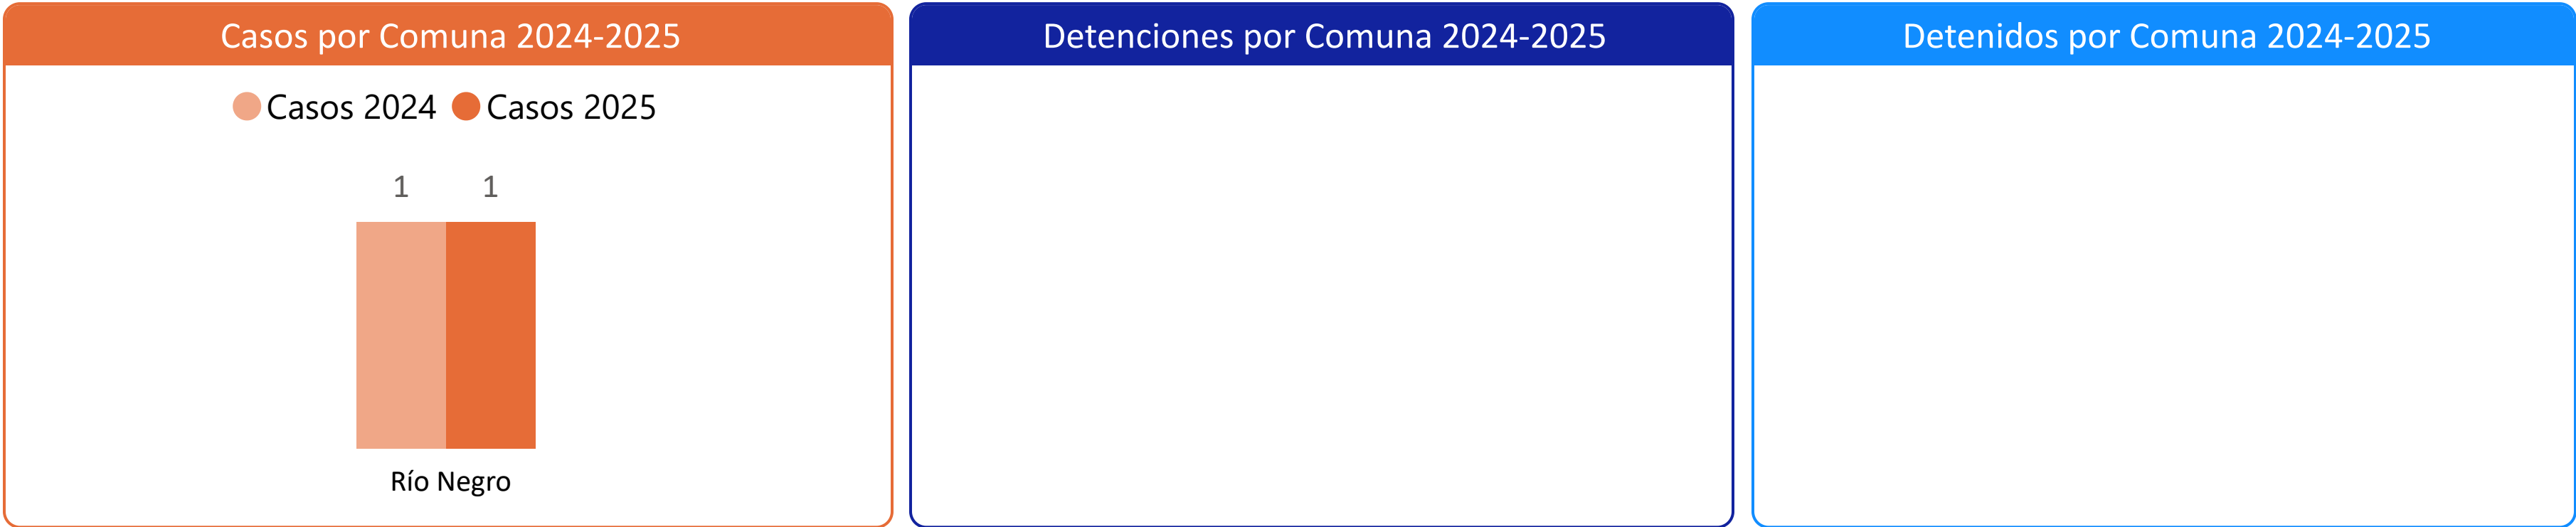 Casos por Comuna 2024-2025
Casos 2024 Casos 2025
1 1
Río Negro
Detenciones por Comuna 2024-2025
Detenidos por Comuna 2024-2025